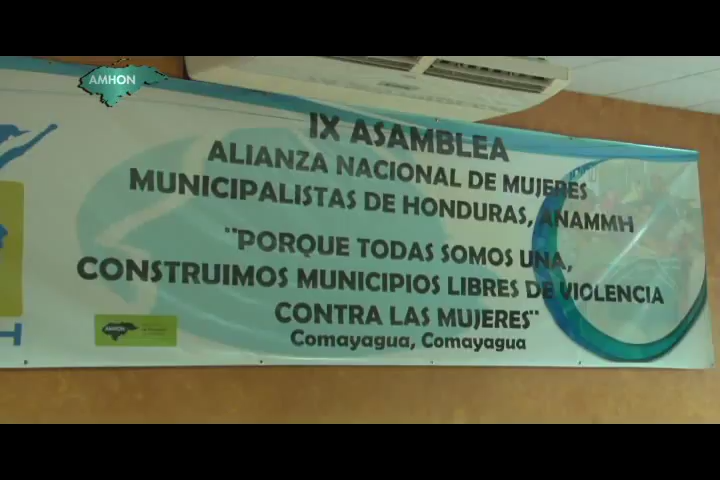 AMHON
IX ASAMBLEA
ALIANZA NACIONAL DE MUJERES
MUNICIPALISTAS DE HONDURAS, ANAMMH
¨PORQUE TODAS SOMOS UNA,
CONSTRUIMOS MUNICIPIOS LIBRES DE VIOLENCIA
CONTRA LAS MUJERES¨
Comayagua, Comayagua
AMHON
H